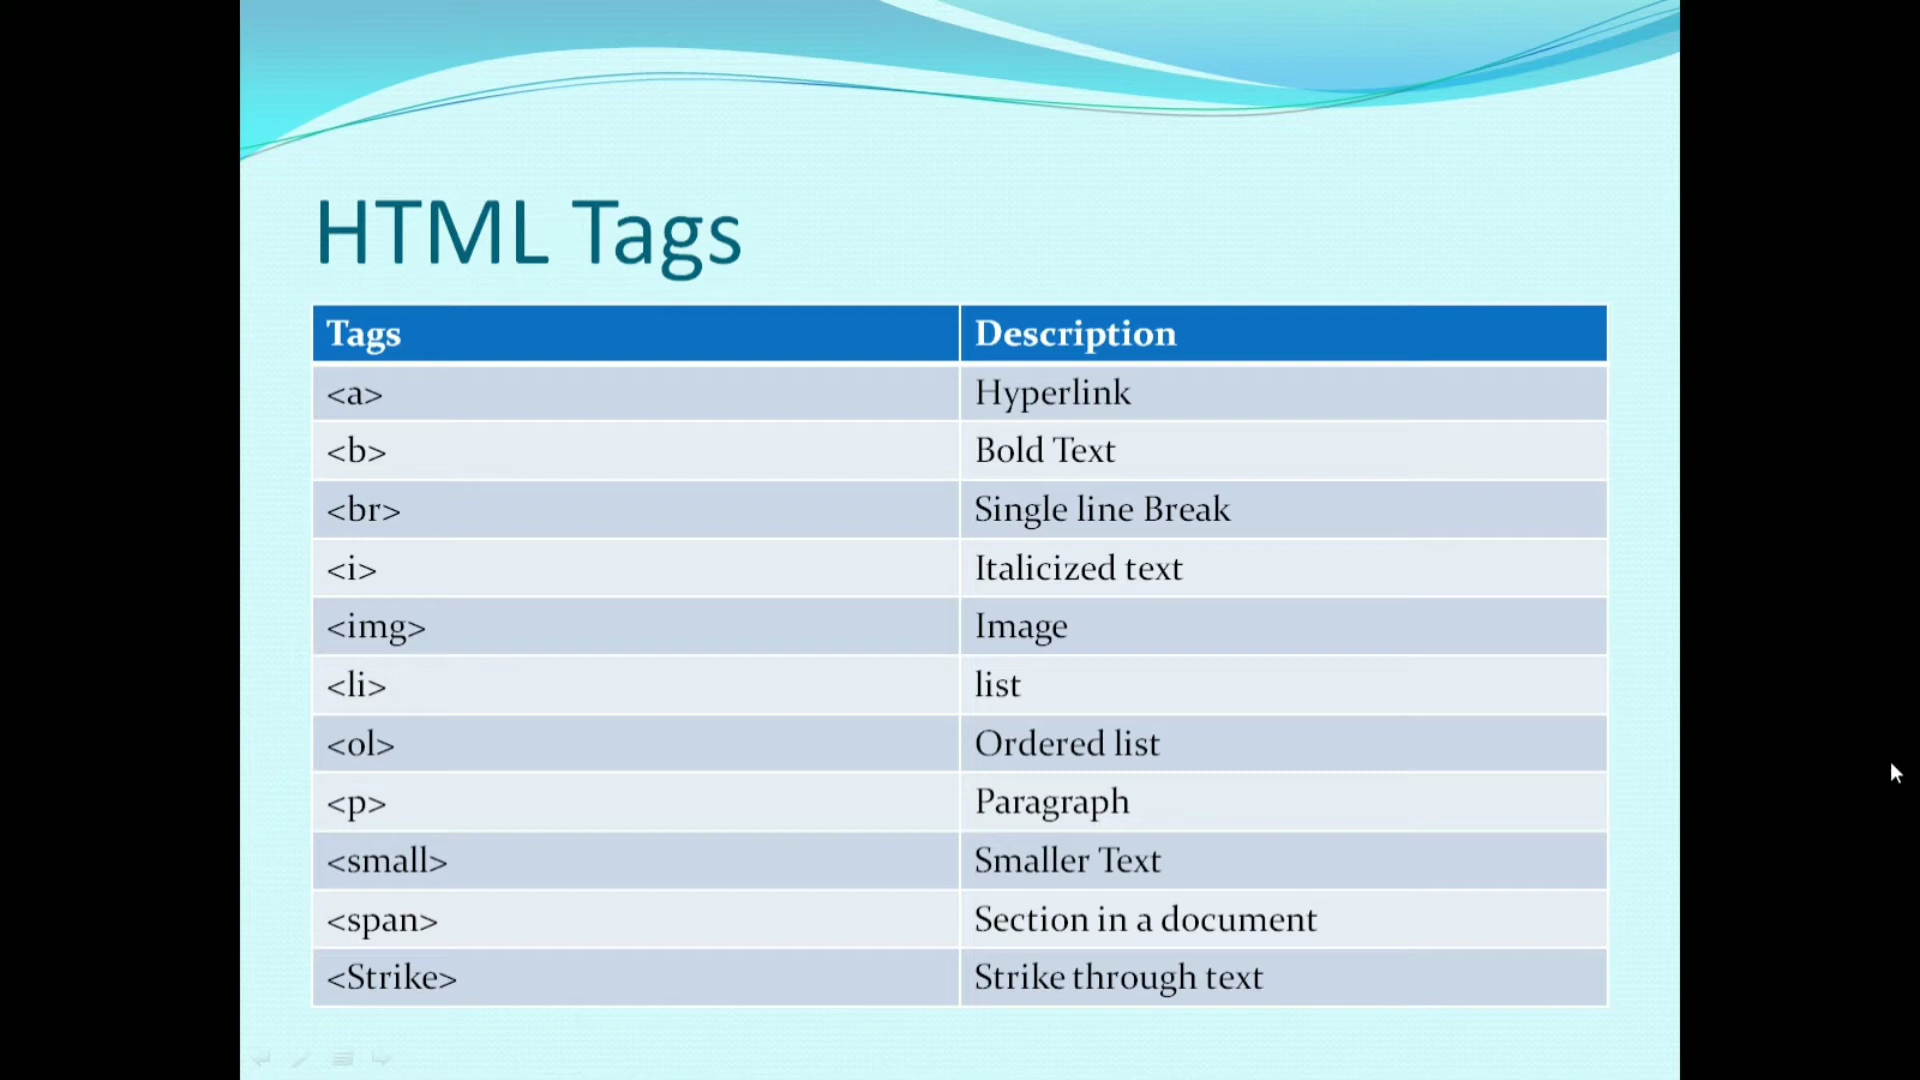 HTML Tags
Tags Description
<a> Hyperlink
<b> Bold Text
<br> Single line Break
<i> Italicized text
<img> Image
<li> list
<ol> Ordered list
<p> Paragraph
<small> Smaller Text
<span> Section in a document
<Strike> Strike through text